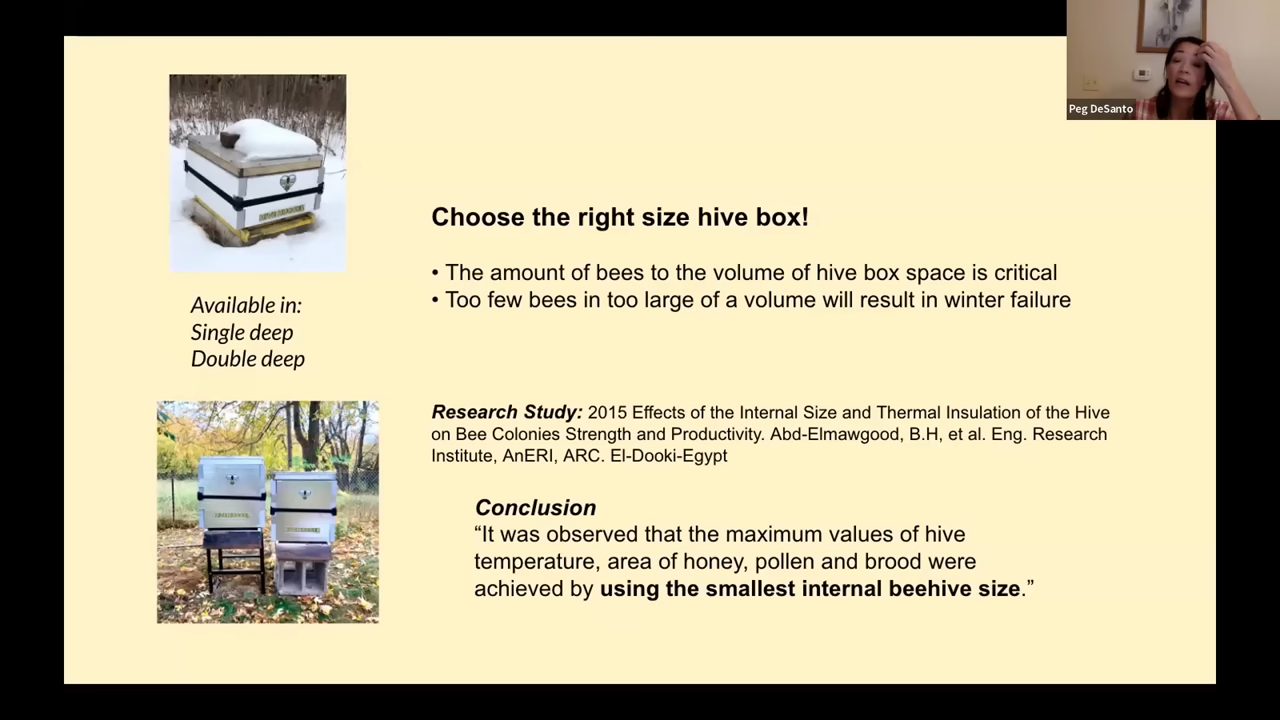 Peg DeSanto
Choose the right size hive box!
• The amount of bees to the volume of hive box space is critical
• Too few bees in too large of a volume will result in winter failure
Available in:
Single deep
Double deep
Research Study: 2015 Effects of the Internal Size and Thermal Insulation of the Hive
on Bee Colonies Strength and Productivity. Abd-Elmawgood, B.H, et al. Eng. Research
Institute, AnERI, ARC. El-Dooki-Egypt
Conclusion
“It was observed that the maximum values of hive
temperature, area of honey, pollen and brood were
achieved by using the smallest internal beehive size.”